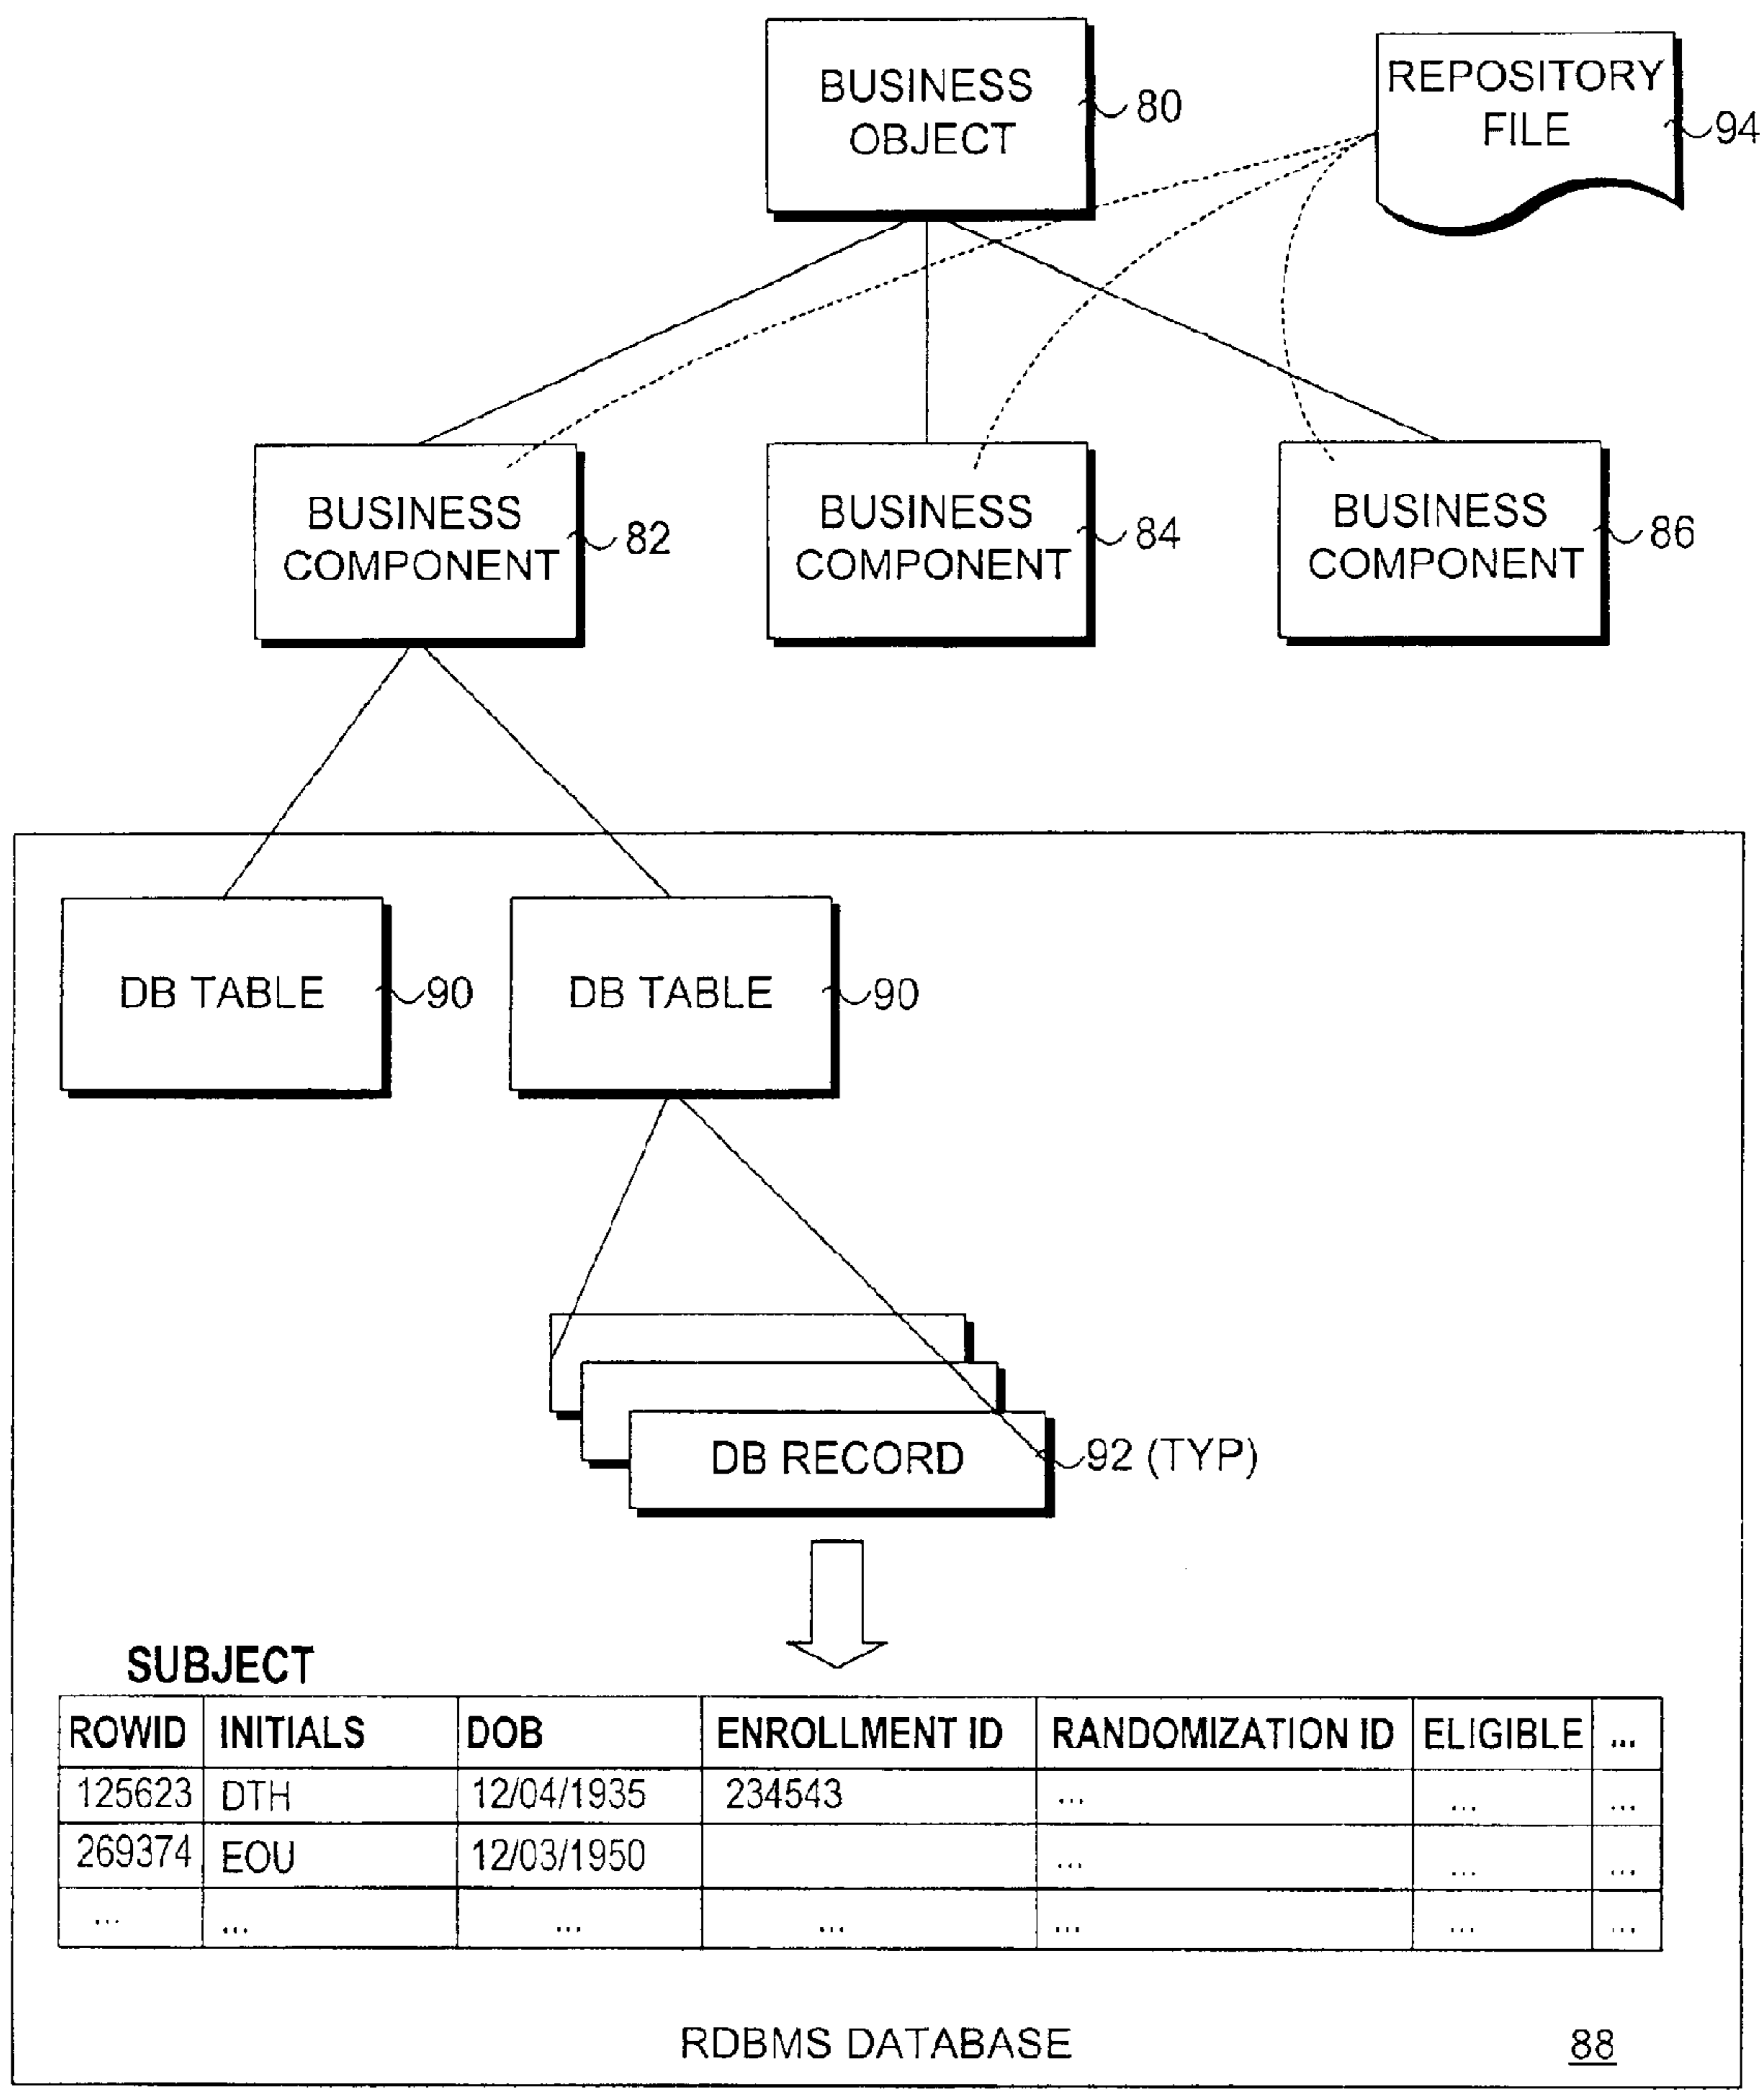 BUSINESS
OBJECT
80
REPOSITORY
FILE
94
BUSINESS
COMPONENT
82
BUSINESS
COMPONENT
84
BUSINESS
COMPONENT
86
DB TABLE
90
DB TABLE
90
DB RECORD
92 (TYP)
SUBJECT
ROWID INITIALS DOB ENROLLMENT ID RANDOMIZATION ID ELIGIBLE ...
125623 DTH 12/04/1935 234543 ... ... ...
269374 EOU 12/03/1950 ... ... ...
... ... ... ... ... ... ...
RDBMS DATABASE
88